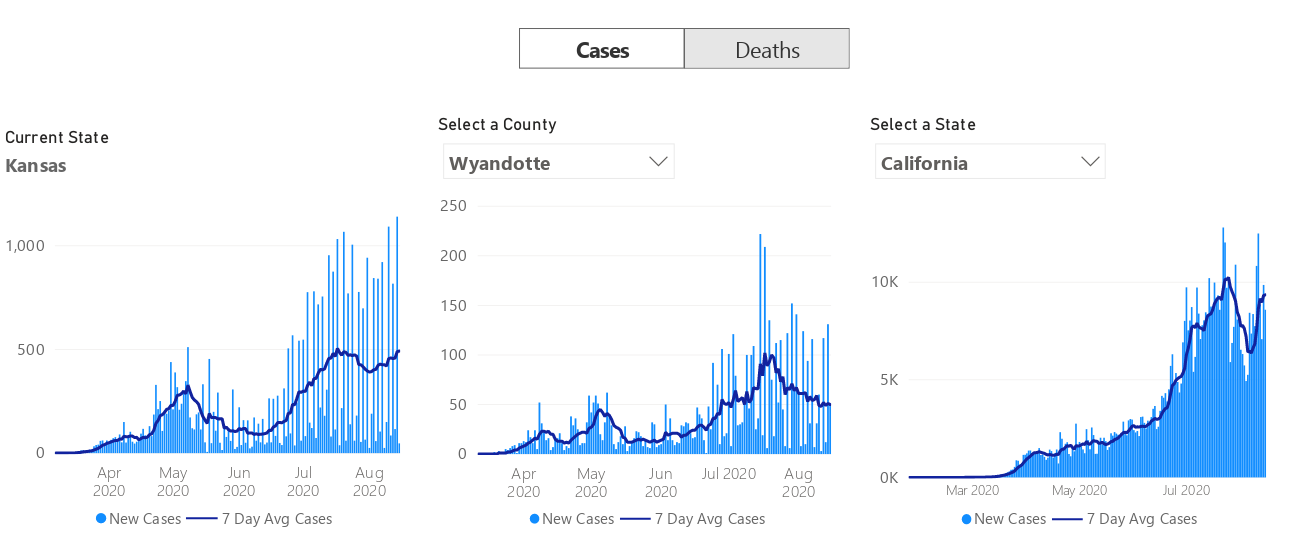 Cases Deaths
Current State
Kansas
1,000
500
0
Apr May Jun Jul Aug
2020 2020 2020 2020 2020
New Cases 7 Day Avg Cases
Select a County
Wyandotte
250
200
150
100
50
0
Apr May Jun Jul 2020 Aug
2020 2020 2020 2020
New Cases 7 Day Avg Cases
Select a State
California
10K
5K
0K
Mar 2020 May 2020 Jul 2020
New Cases 7 Day Avg Cases